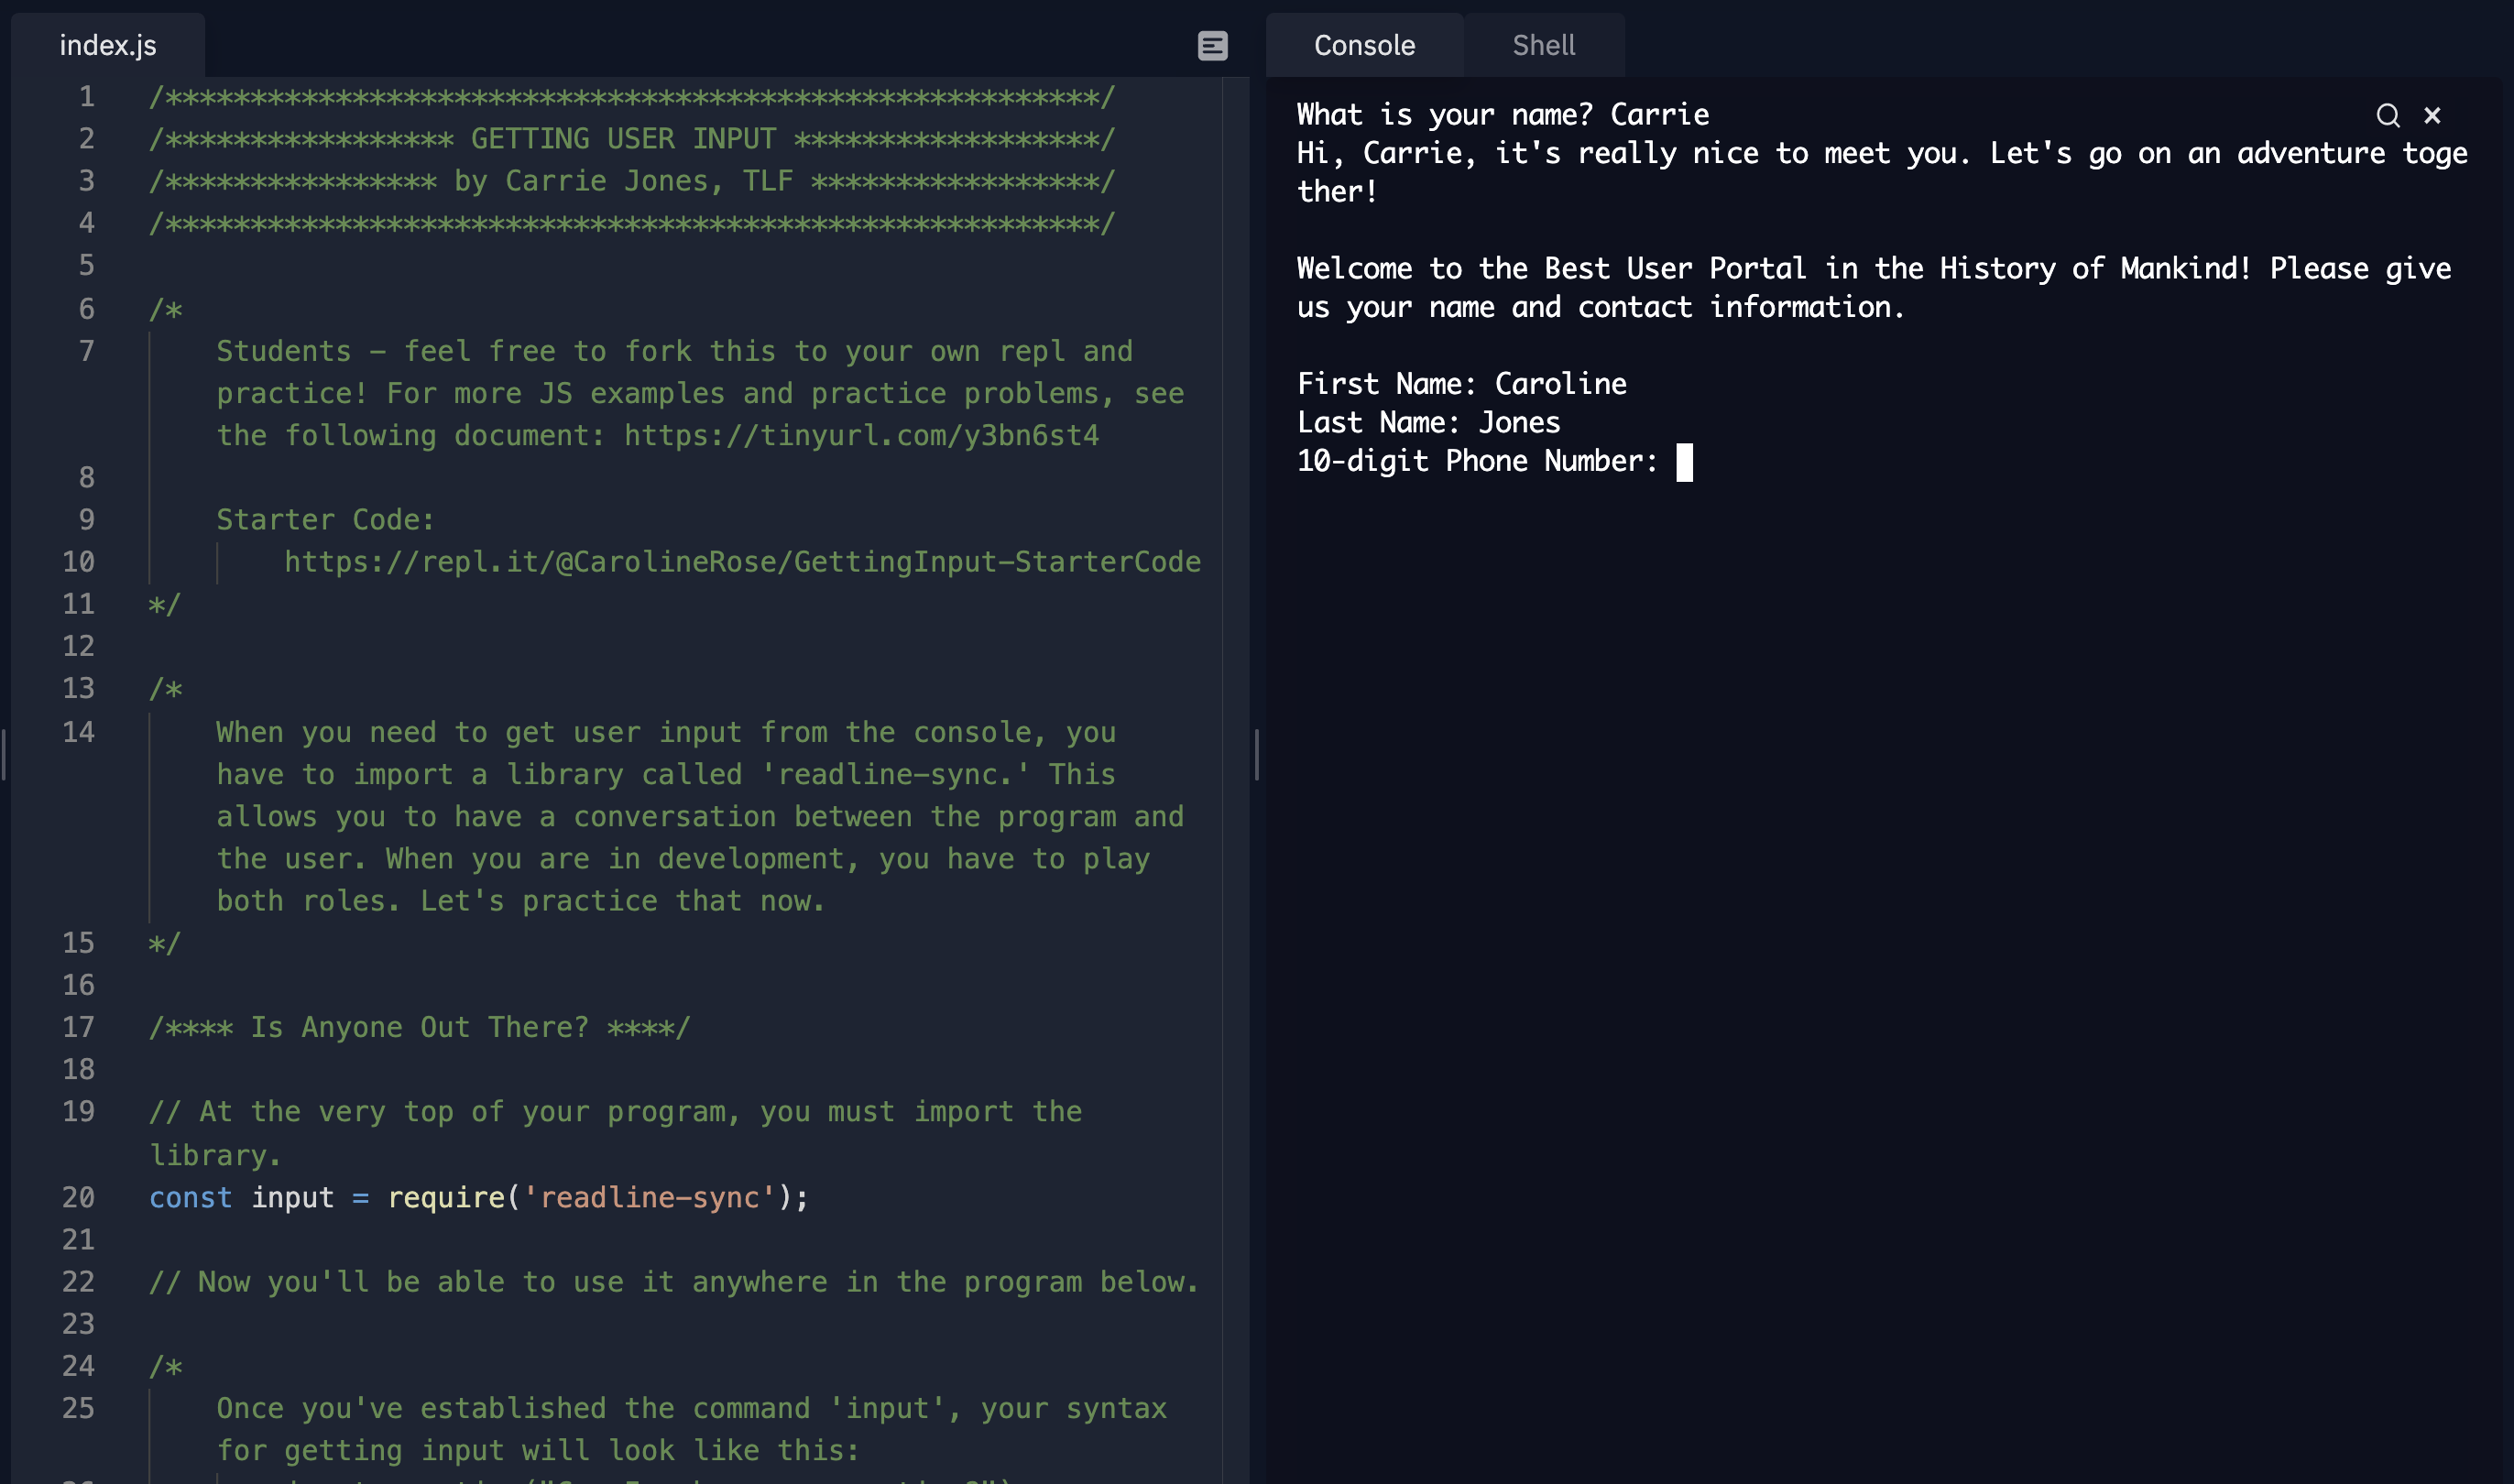 index.js
1 /********************************************************/
2 /***************** GETTING USER INPUT ******************/
3 /**************** by Carrie Jones, TLF *****************/
4 /********************************************************/
5
6 /*
7 Students – feel free to fork this to your own repl and
practice! For more JS examples and practice problems, see
the following document: https://tinyurl.com/y3bn6st4
8
9 Starter Code:
10 https://repl.it/@CarolineRose/GettingInput-StarterCode
11 */
12
13 /*
14 When you need to get user input from the console, you
have to import a library called 'readline-sync.' This
allows you to have a conversation between the program and
the user. When you are in development, you have to play
both roles. Let's practice that now.
15 */
16
17 /**** Is Anyone Out There? ****/
18
19 // At the very top of your program, you must import the
library.
20 const input = require('readline-sync');
21
22 // Now you'll be able to use it anywhere in the program below.
23
24 /*
25 Once you've established the command 'input', your syntax
for getting input will look like this:
Console
Shell
What is your name? Carrie
Hi, Carrie, it's really nice to meet you. Let's go on an adventure toge
ther!
Welcome to the Best User Portal in the History of Mankind! Please give
us your name and contact information.
First Name: Caroline
Last Name: Jones
10-digit Phone Number: